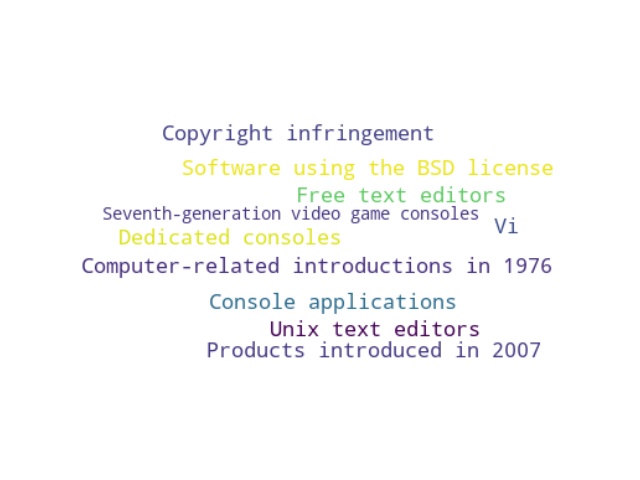 Copyright infringement
Software using the BSD license
Free text editors
Seventh-generation video game consoles
Vi
Dedicated consoles
Computer-related introductions in 1976
Console applications
Unix text editors
Products introduced in 2007